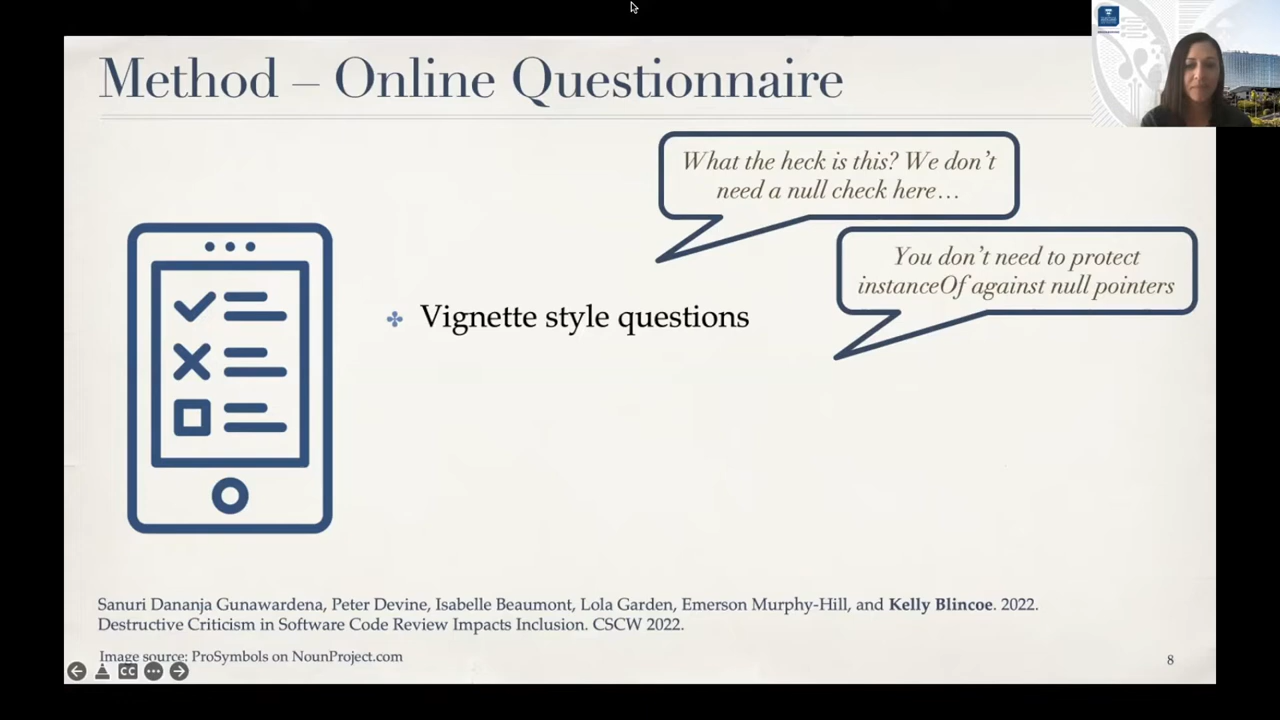 Method – Online Questionnaire
What the heck is this? We don’t
need a null check here…
You don’t need to protect
instanceOf against null pointers
Vignette style questions
Sanuri Dananja Gunawardena, Peter Devine, Isabelle Beaumont, Lola Garden, Emerson Murphy-Hill, and Kelly Blincoe. 2022.
Destructive Criticism in Software Code Review Impacts Inclusion. CSCW 2022.
Image source: ProSymbols on NounProject.com
CC
8